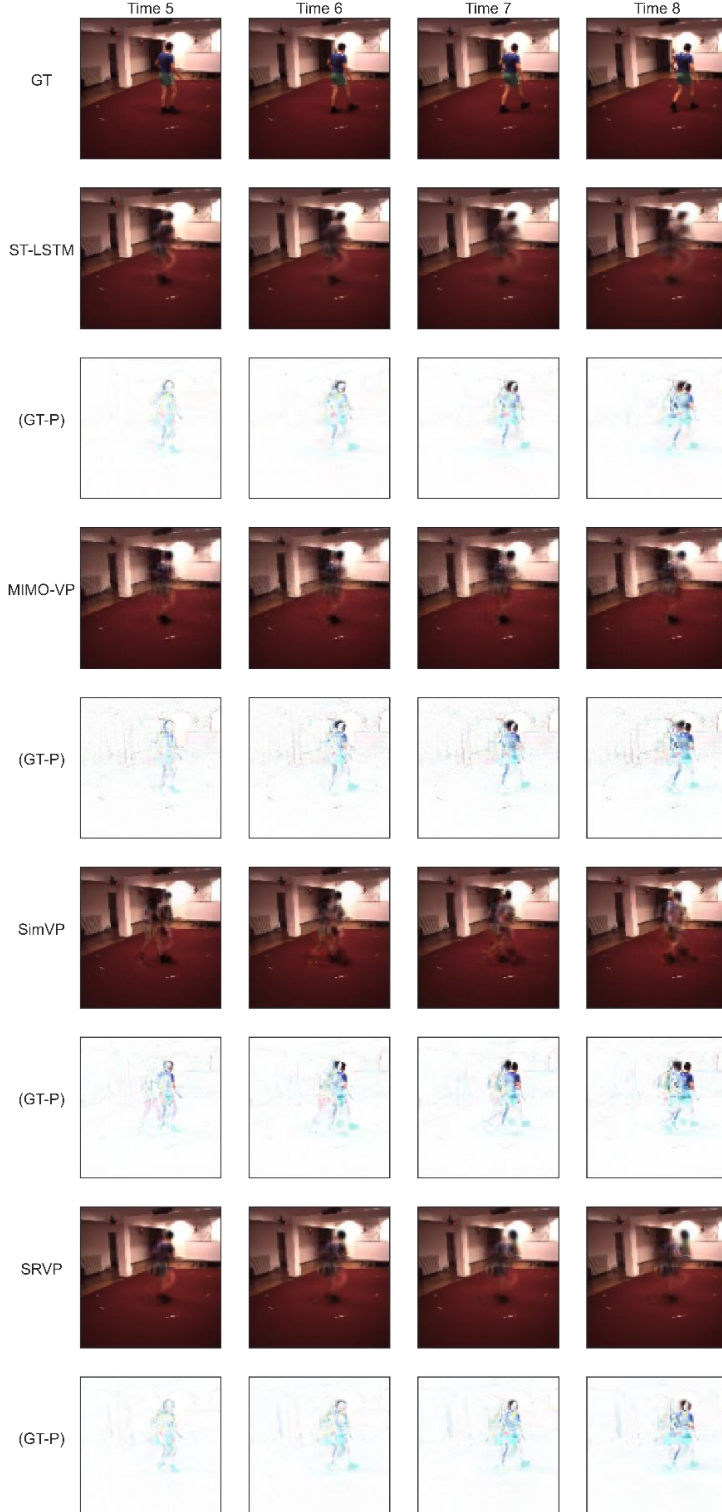 Time 5 Time 6 Time 7 Time 8
GT
ST-LSTM
(GT-P)
MIMO-VP
(GT-P)
SimVP
(GT-P)
SRVP
(GT-P)